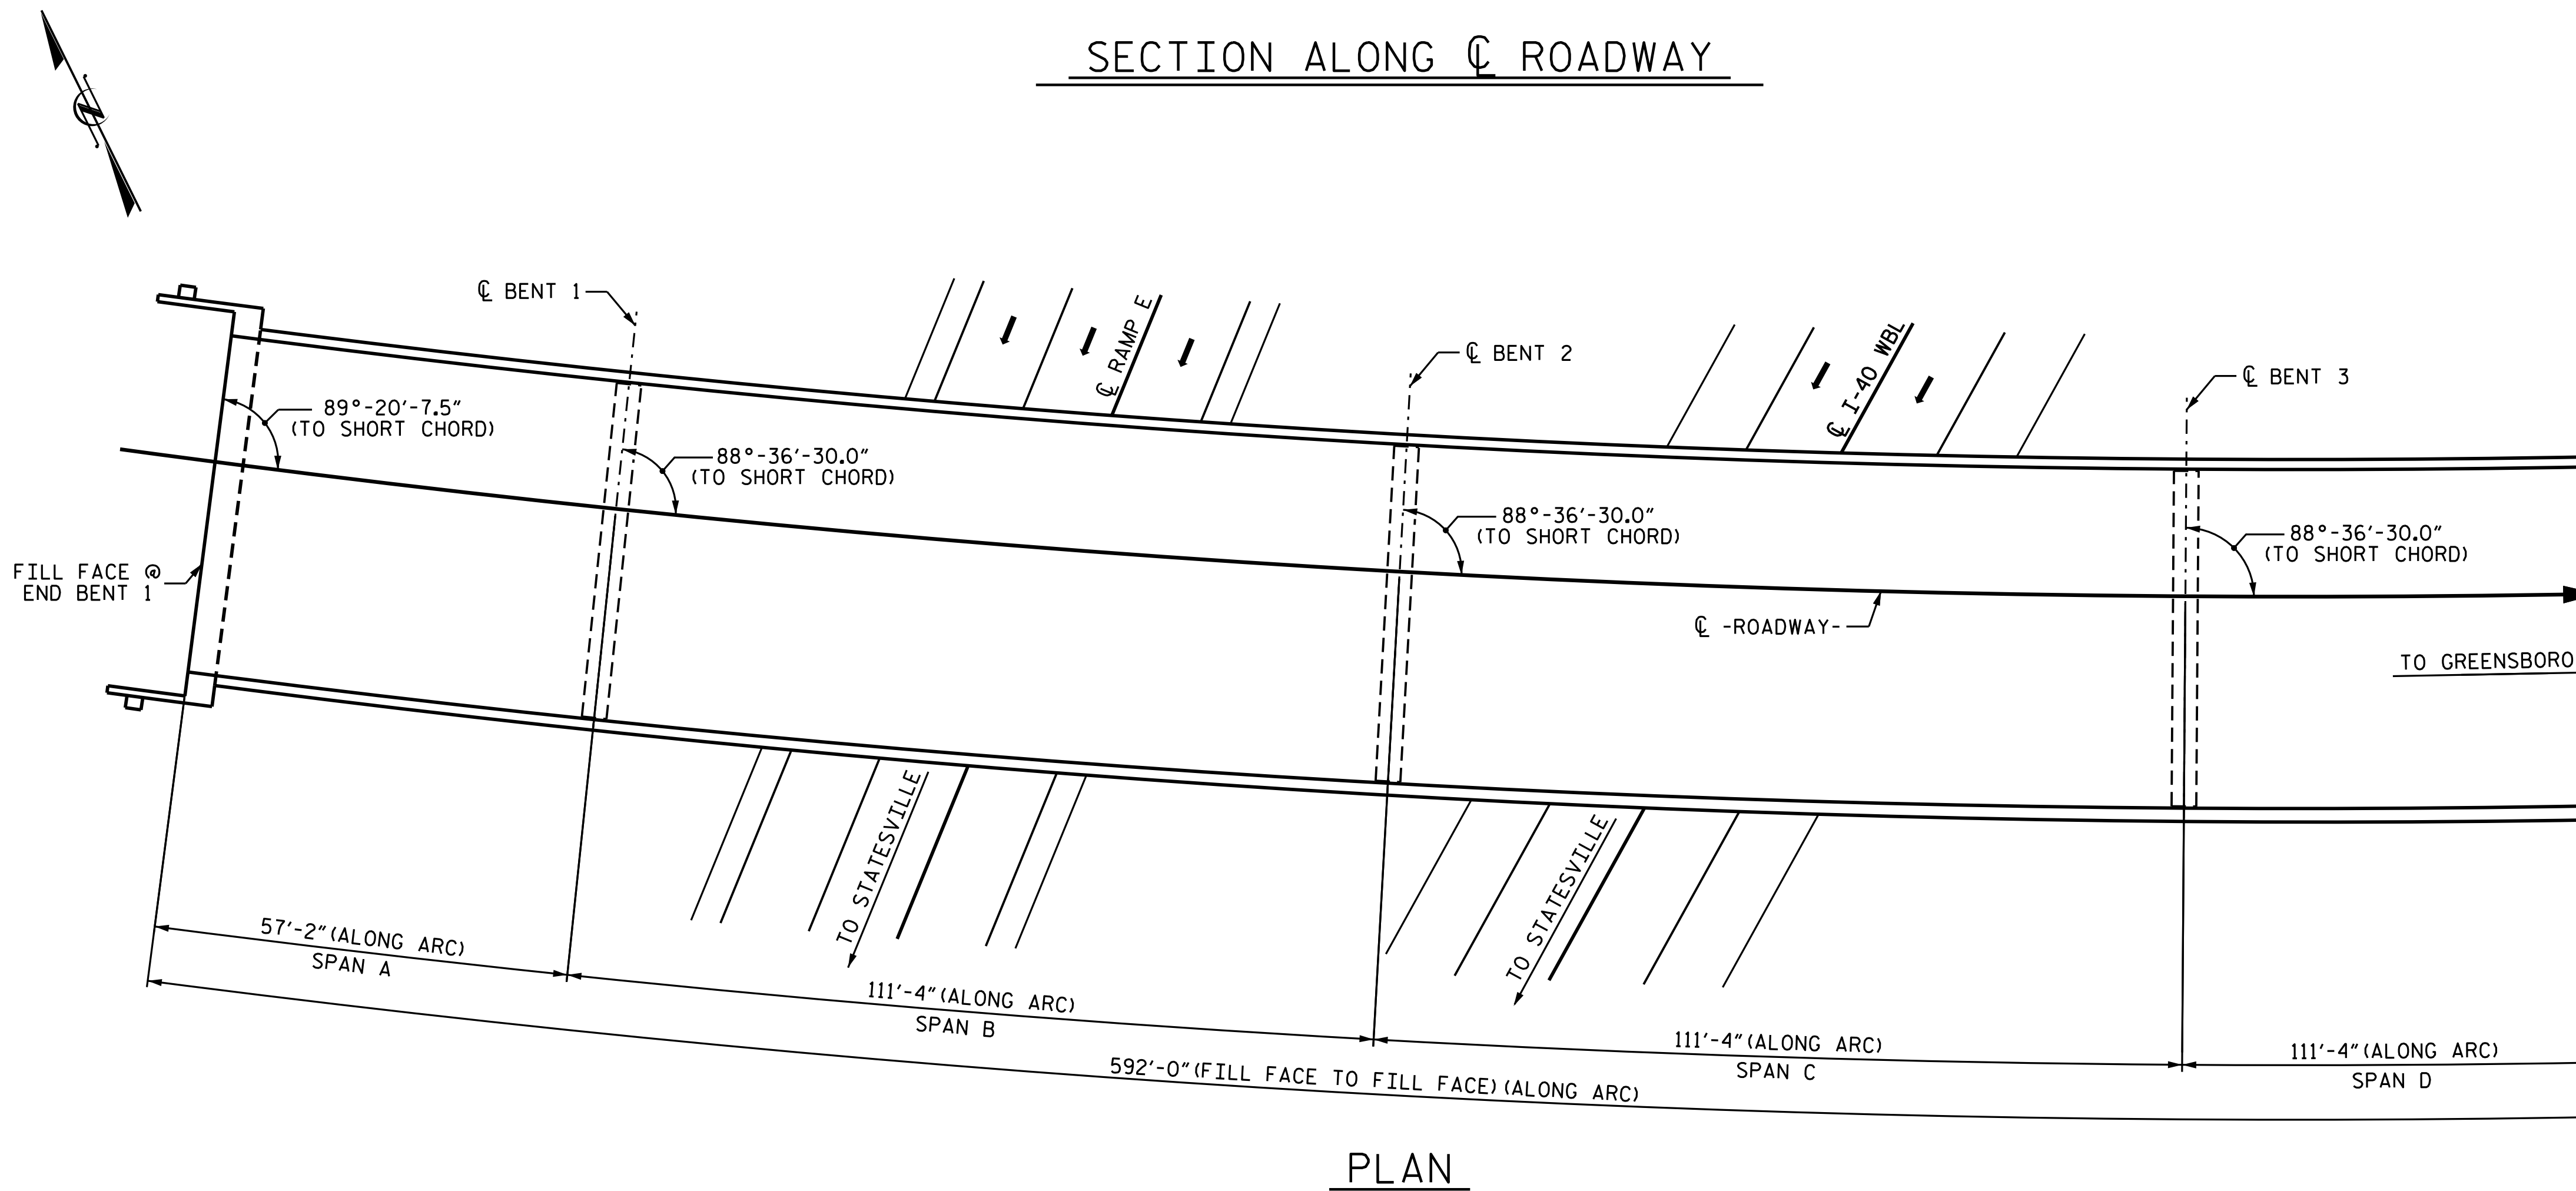 SECTION ALONG ℄ ROADWAY
N
℄ BENT 1
℄ RAMP E
℄ BENT 2
℄ I-40 WBL
℄ BENT 3
89°-20′-7.5″
(TO SHORT CHORD)
88°-36′-30.0″
(TO SHORT CHORD)
88°-36′-30.0″
(TO SHORT CHORD)
88°-36′-30.0″
(TO SHORT CHORD)
FILL FACE @
END BENT 1
℄ -ROADWAY-
TO GREENSBORO
TO STATESVILLE
TO STATESVILLE
57′-2″(ALONG ARC)
SPAN A
111′-4″(ALONG ARC)
SPAN B
111′-4″(ALONG ARC)
SPAN C
111′-4″(ALONG ARC)
SPAN D
592′-0″(FILL FACE TO FILL FACE)(ALONG ARC)
PLAN